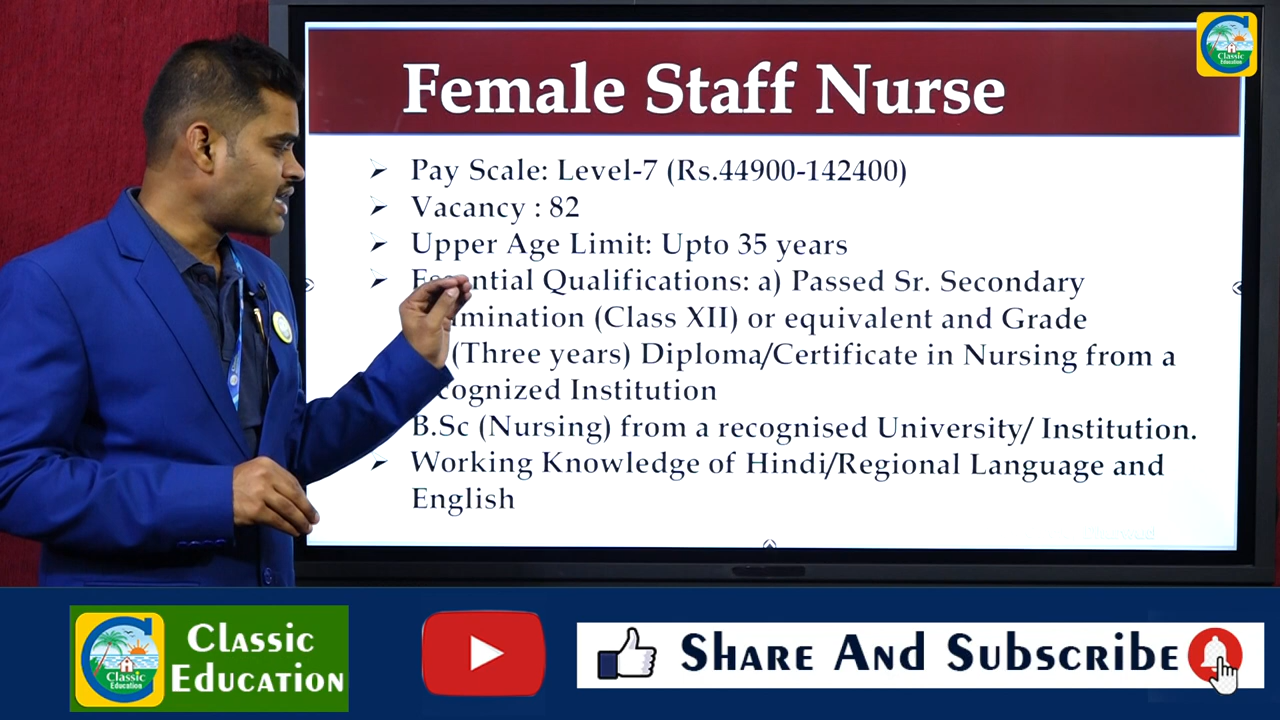 Female Staff Nurse
Classic
Education
Pay Scale: Level-7 (Rs.44900-142400)
Vacancy : 82
Upper Age Limit: Upto 35 years
Essential Qualifications: a) Passed Sr. Secondary
(Class XII) or equivalent and Grade
(Three years) Diploma/Certificate in Nursing from a
Institution
B.Sc (Nursing) from a recognised University/ Institution.
Working Knowledge of Hindi/Regional Language and
English
Classic
Education
Classic
Education
Share And Subscribe